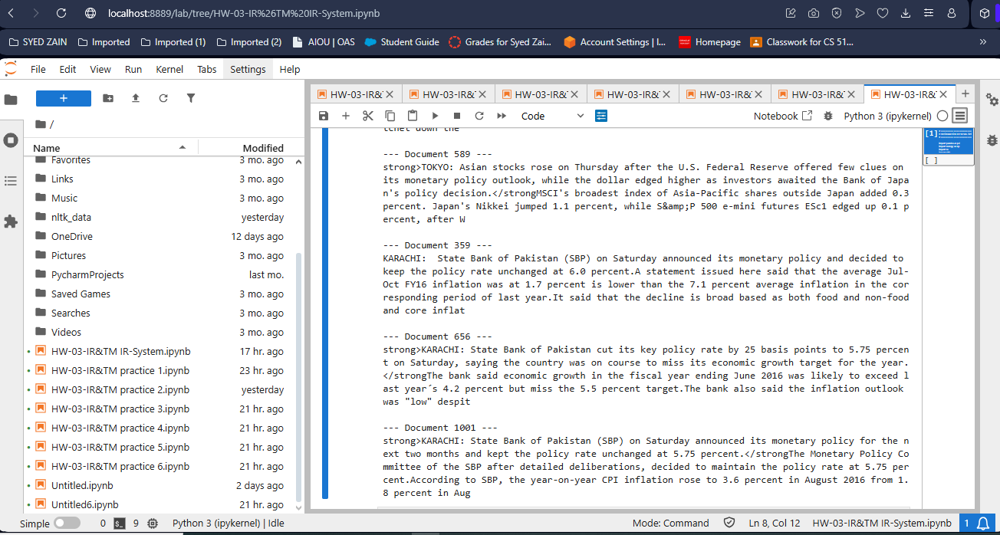 localhost:8889/lab/tree/HW-03-IR%26TM%20IR-System.ipynb
SYED ZAIN Imported Imported (1) Imported (2) AIOU | OAS Student Guide Grades for Syed Zai... Account Settings | I... Homepage Classwork for CS 51... »
File Edit View Run Kernel Tabs Settings Help
+
/
Name Modified
Favorites 3 mo. ago
Links 3 mo. ago
Music 3 mo. ago
nltk_data yesterday
OneDrive 12 days ago
Pictures 3 mo. ago
PycharmProjects last mo.
Saved Games 3 mo. ago
Searches 3 mo. ago
Videos 3 mo. ago
HW-03-IR&TM IR-System.ipynb 17 hr. ago
HW-03-IR&TM practice 1.ipynb 23 hr. ago
HW-03-IR&TM practice 2.ipynb yesterday
HW-03-IR&TM practice 3.ipynb 21 hr. ago
HW-03-IR&TM practice 4.ipynb 21 hr. ago
HW-03-IR&TM practice 5.ipynb 21 hr. ago
HW-03-IR&TM practice 6.ipynb 21 hr. ago
Untitled.ipynb 2 days ago
Untitled6.ipynb 21 hr. ago
HW-03-IR& HW-03-IR& HW-03-IR& HW-03-IR& HW-03-IR& HW-03-IR& HW-03-IR&
Code Notebook Python 3 (ipykernel)
down the
--- Document 589 ---
strong>TOKYO: Asian stocks rose on Thursday after the U.S. Federal Reserve offered few clues on
its monetary policy outlook, while the dollar edged higher as investors awaited the Bank of Japa
n's policy decision.</strongMSCI's broadest index of Asia-Pacific shares outside Japan added 0.3
percent. Japan's Nikkei jumped 1.1 percent, while S&amp;P 500 e-mini futures ESc1 edged up 0.1 p
ercent, after W
--- Document 359 ---
KARACHI:  State Bank of Pakistan (SBP) on Saturday announced its monetary policy and decided to
keep the policy rate unchanged at 6.0 percent.A statement issued here said that the average Jul-
Oct FY16 inflation was at 1.7 percent is lower than the 7.1 percent average inflation in the cor
responding period of last year.It said that the decline is broad based as both food and non-food
and core inflat
--- Document 656 ---
strong>KARACHI: State Bank of Pakistan cut its key policy rate by 25 basis points to 5.75 percen
t on Saturday, saying the country was on course to miss its economic growth target for the year.
</strongThe bank said economic growth in the fiscal year ending June 2016 was likely to exceed l
ast year´s 4.2 percent but miss the 5.5 percent target.The bank also said the inflation outlook
was "low" despit
--- Document 1001 ---
strong>KARACHI: State Bank of Pakistan (SBP) on Saturday announced its monetary policy for the n
ext two months and kept the policy rate unchanged at 5.75 percent.</strongThe Monetary Policy Co
mmittee of the SBP after detailed deliberations, decided to maintain the policy rate at 5.75 per
cent.According to SBP, the year-on-year CPI inflation rose to 3.6 percent in August 2016 from 1.
8 percent in Aug
[1]
[ ]
Simple 0 $_ 9 Python 3 (ipykernel) | Idle Mode: Command Ln 8, Col 12 HW-03-IR&TM IR-System.ipynb 1